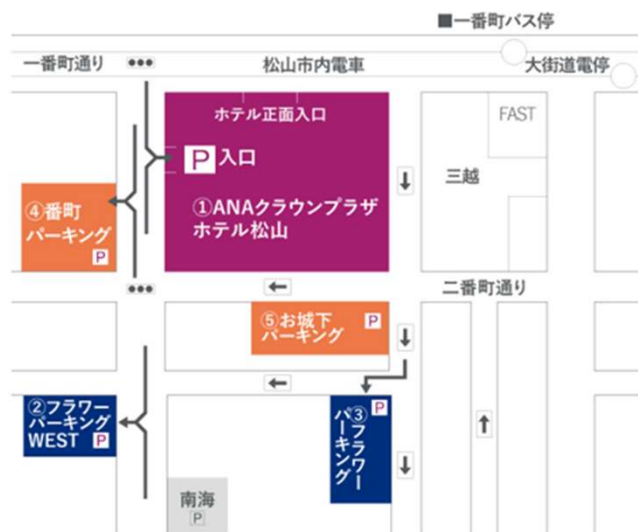 ■一番町バス停
一番町通り
松山市内電車
大街道電停
ホテル正面入口
P 入口
①ANAクラウンプラザ
ホテル松山
FAST
三越
④番町
パーキング
P
二番町通り
⑤お城下
パーキング
P
②フラワー
パーキング
WEST P
P
③フラワー
パーキング
南海
P